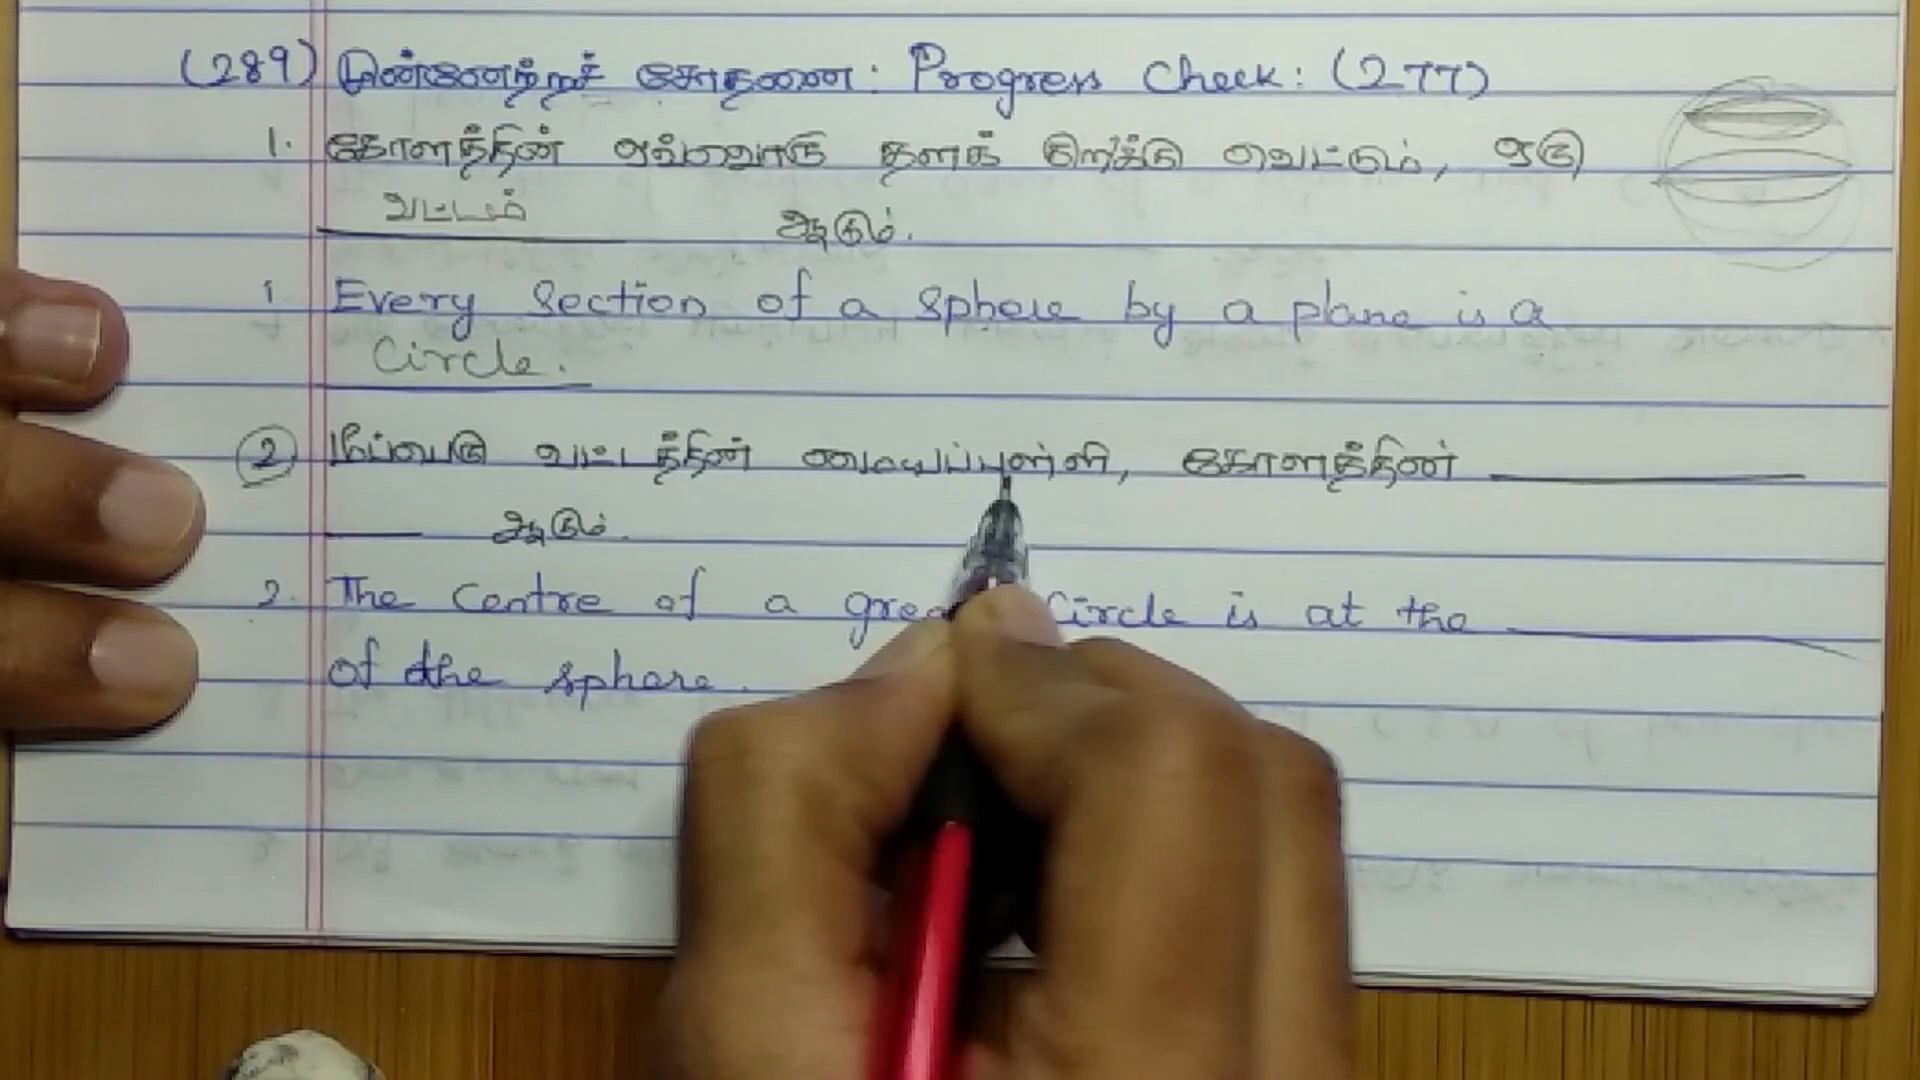 (289) முன்னேற்றச் சோதனை: Progress Check: (277)
1. கோளத்தின் ஒவ்வொரு தளக் குறுக்கு வெட்டும், ஒரு
வட்டம் ஆகும்.
1. Every Section of a Sphere by a plane is a
Circle.
2 மீப்பெரு வட்டத்தின் மையப்புள்ளி, கோளத்தின்
ஆகும்.
2. The Centre of a Circle is at the
of the sphere.